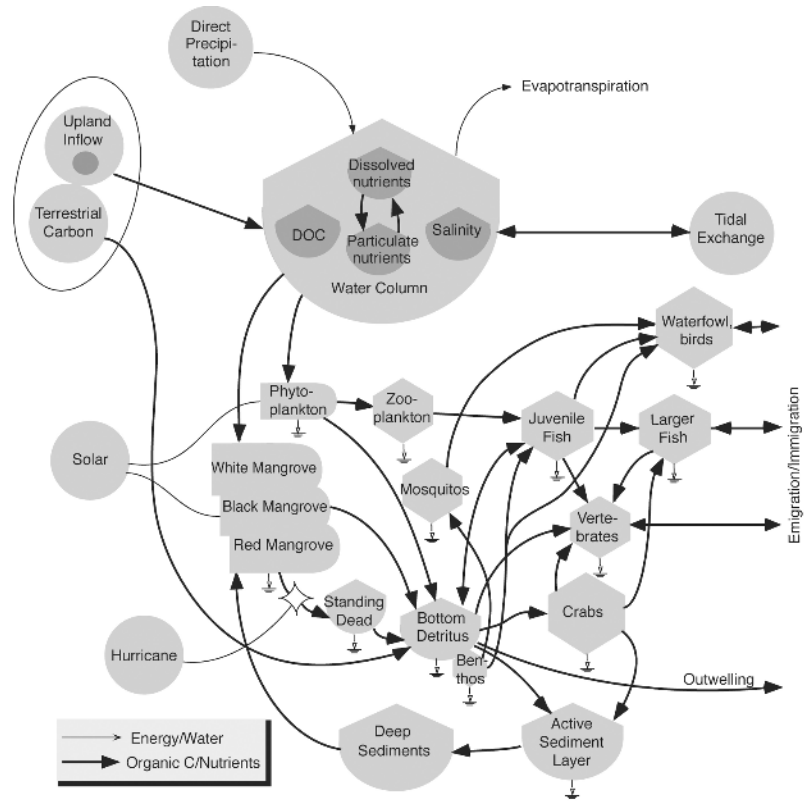 Direct
Precipi-
tation
Evapotranspiration
Upland
Inflow
Terrestrial
Carbon
Dissolved
nutrients
DOC
Particulate
nutrients
Salinity
Water Column
Tidal
Exchange
Waterfowl,
birds
Phyto-
plankton
Zoo-
plankton
Juvenile
Fish
Larger
Fish
Emigration/Immigration
Solar
White Mangrove
Black Mangrove
Red Mangrove
Mosquitos
Verte-
brates
Standing
Dead
Bottom
Detritus
Ben-
thos
Crabs
Hurricane
Outwelling
Deep
Sediments
Active
Sediment
Layer
Energy/Water
Organic C/Nutrients